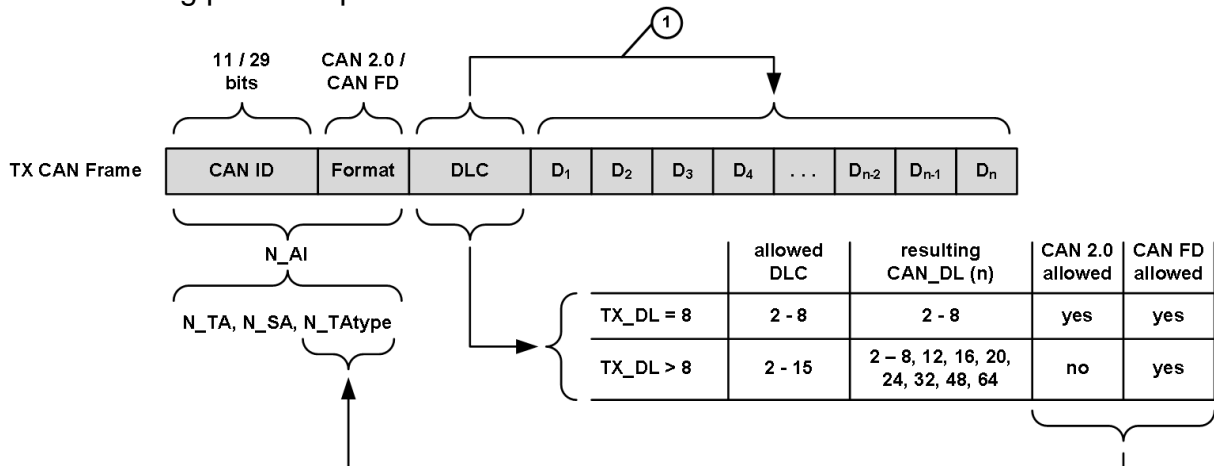 1
11 / 29
bits
CAN 2.0 /
CAN FD
TX CAN Frame
CAN ID
Format
DLC
D1
D2
D3
D4
. . .
Dn-2
Dn-1
Dn
N_AI
N_TA, N_SA, N_TAtype
allowed
DLC
resulting
CAN_DL (n)
CAN 2.0
allowed
CAN FD
allowed
TX_DL = 8
2 - 8
2 - 8
yes
yes
TX_DL > 8
2 - 15
2 – 8, 12, 16, 20,
24, 32, 48, 64
no
yes